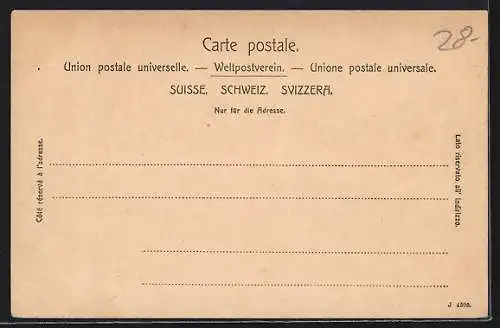 28-
Carte postale.
Union postale universelle. — Weltpostverein. — Unione postale universale.
SUISSE. SCHWEIZ. SVIZZERA.
Nur für die Adresse.
Côté réservé à l'adresse.
Lato riservato all' indirizzo.